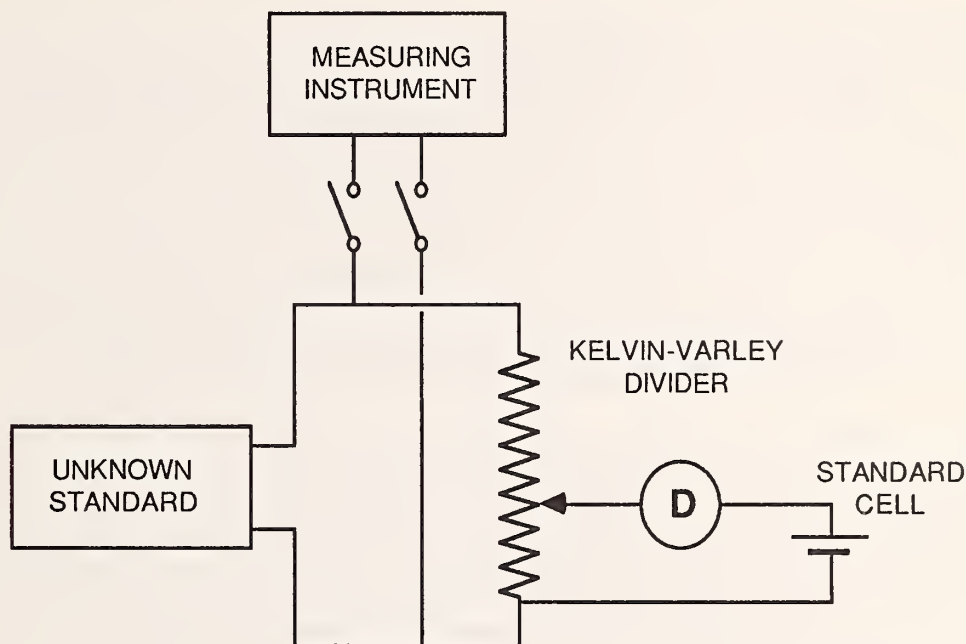 MEASURING
INSTRUMENT
KELVIN-VARLEY
DIVIDER
UNKNOWN
STANDARD
D
STANDARD
CELL